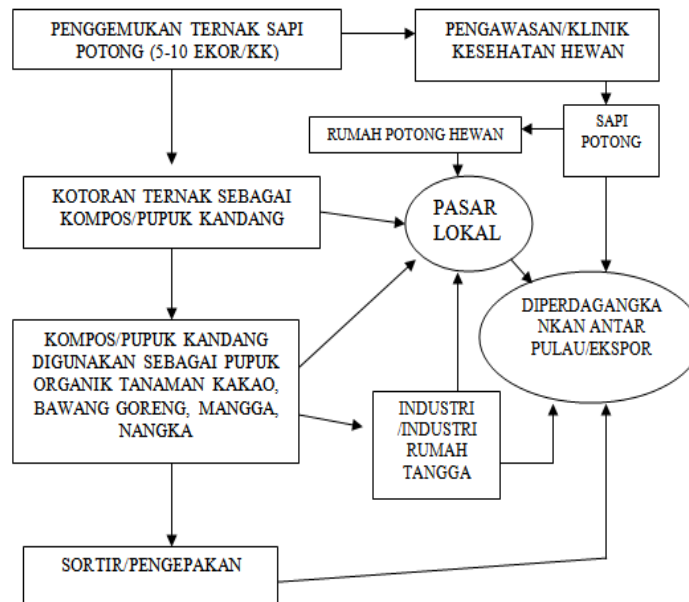 PENGGEMUKAN TERNAK SAPI
POTONG (5-10 EKOR/KK)
PENGAWASAN/KLINIK
KESEHATAN HEWAN
RUMAH POTONG HEWAN
SAPI
POTONG
KOTORAN TERNAK SEBAGAI
KOMPOS/PUPUK KANDANG
PASAR
LOKAL
DIPERDAGANGKA
NKAN ANTAR
PULAU/EKSPOR
KOMPOS/PUPUK KANDANG
DIGUNAKAN SEBAGAI PUPUK
ORGANIK TANAMAN KAKAO,
BAWANG GORENG, MANGGA,
NANGKA
INDUSTRI
/INDUSTRI
RUMAH
TANGGA
SORTIR/PENGEPAKAN